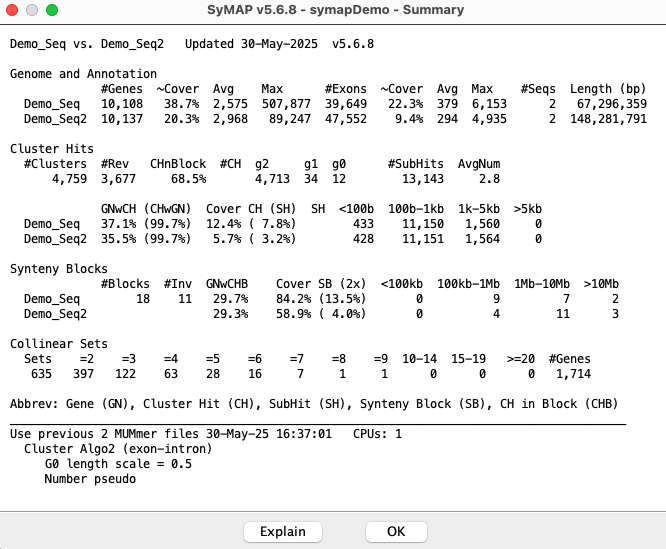 SyMAP v5.6.8 - symapDemo - Summary
Demo_Seq vs. Demo_Seq2   Updated 30-May-2025  v5.6.8
Genome and Annotation
#Genes  ~Cover  Avg    Max      #Exons  ~Cover  Avg  Max    #Seqs  Length (bp)
Demo_Seq   10,108  38.7%  2,575  507,877  39,649  22.3%  379  6,153      2   67,296,359
Demo_Seq2  10,137  20.3%  2,968   89,247  47,552   9.4%  294  4,935      2  148,281,791
Cluster Hits
#Clusters  #Rev   CHnBlock  #CH  g2     g1  g0      #SubHits  AvgNum
4,759  3,677     68.5%       4,713  34  12        13,143     2.8
GNwCH (CHwGN)  Cover CH (SH)  SH  <100b  100b-1kb  1k-5kb  >5kb
Demo_Seq   37.1% (99.7%)  12.4% ( 7.8%)        433    11,150   1,560     0
Demo_Seq2  35.5% (99.7%)   5.7% ( 3.2%)        428    11,151   1,564     0
Synteny Blocks
#Blocks  #Inv  GNwCHB    Cover SB (2x)  <100kb  100kb-1Mb  1Mb-10Mb  >10Mb
Demo_Seq        18    11   29.7%    84.2% (13.5%)       0          9         7      2
Demo_Seq2                  29.3%    58.9% ( 4.0%)       0          4        11      3
Collinear Sets
Sets   =2    =3    =4    =5    =6    =7    =8    =9  10-14  15-19  >=20  #Genes
635   397   122    63    28    16     7     1     1      0      0     0   1,714
Abbrev: Gene (GN), Cluster Hit (CH), SubHit (SH), Synteny Block (SB), CH in Block (CHB)
Use previous 2 MUMmer files 30-May-25 16:37:01   CPUs: 1
Cluster Algo2 (exon-intron)
G0 length scale = 0.5
Number pseudo
Explain   OK